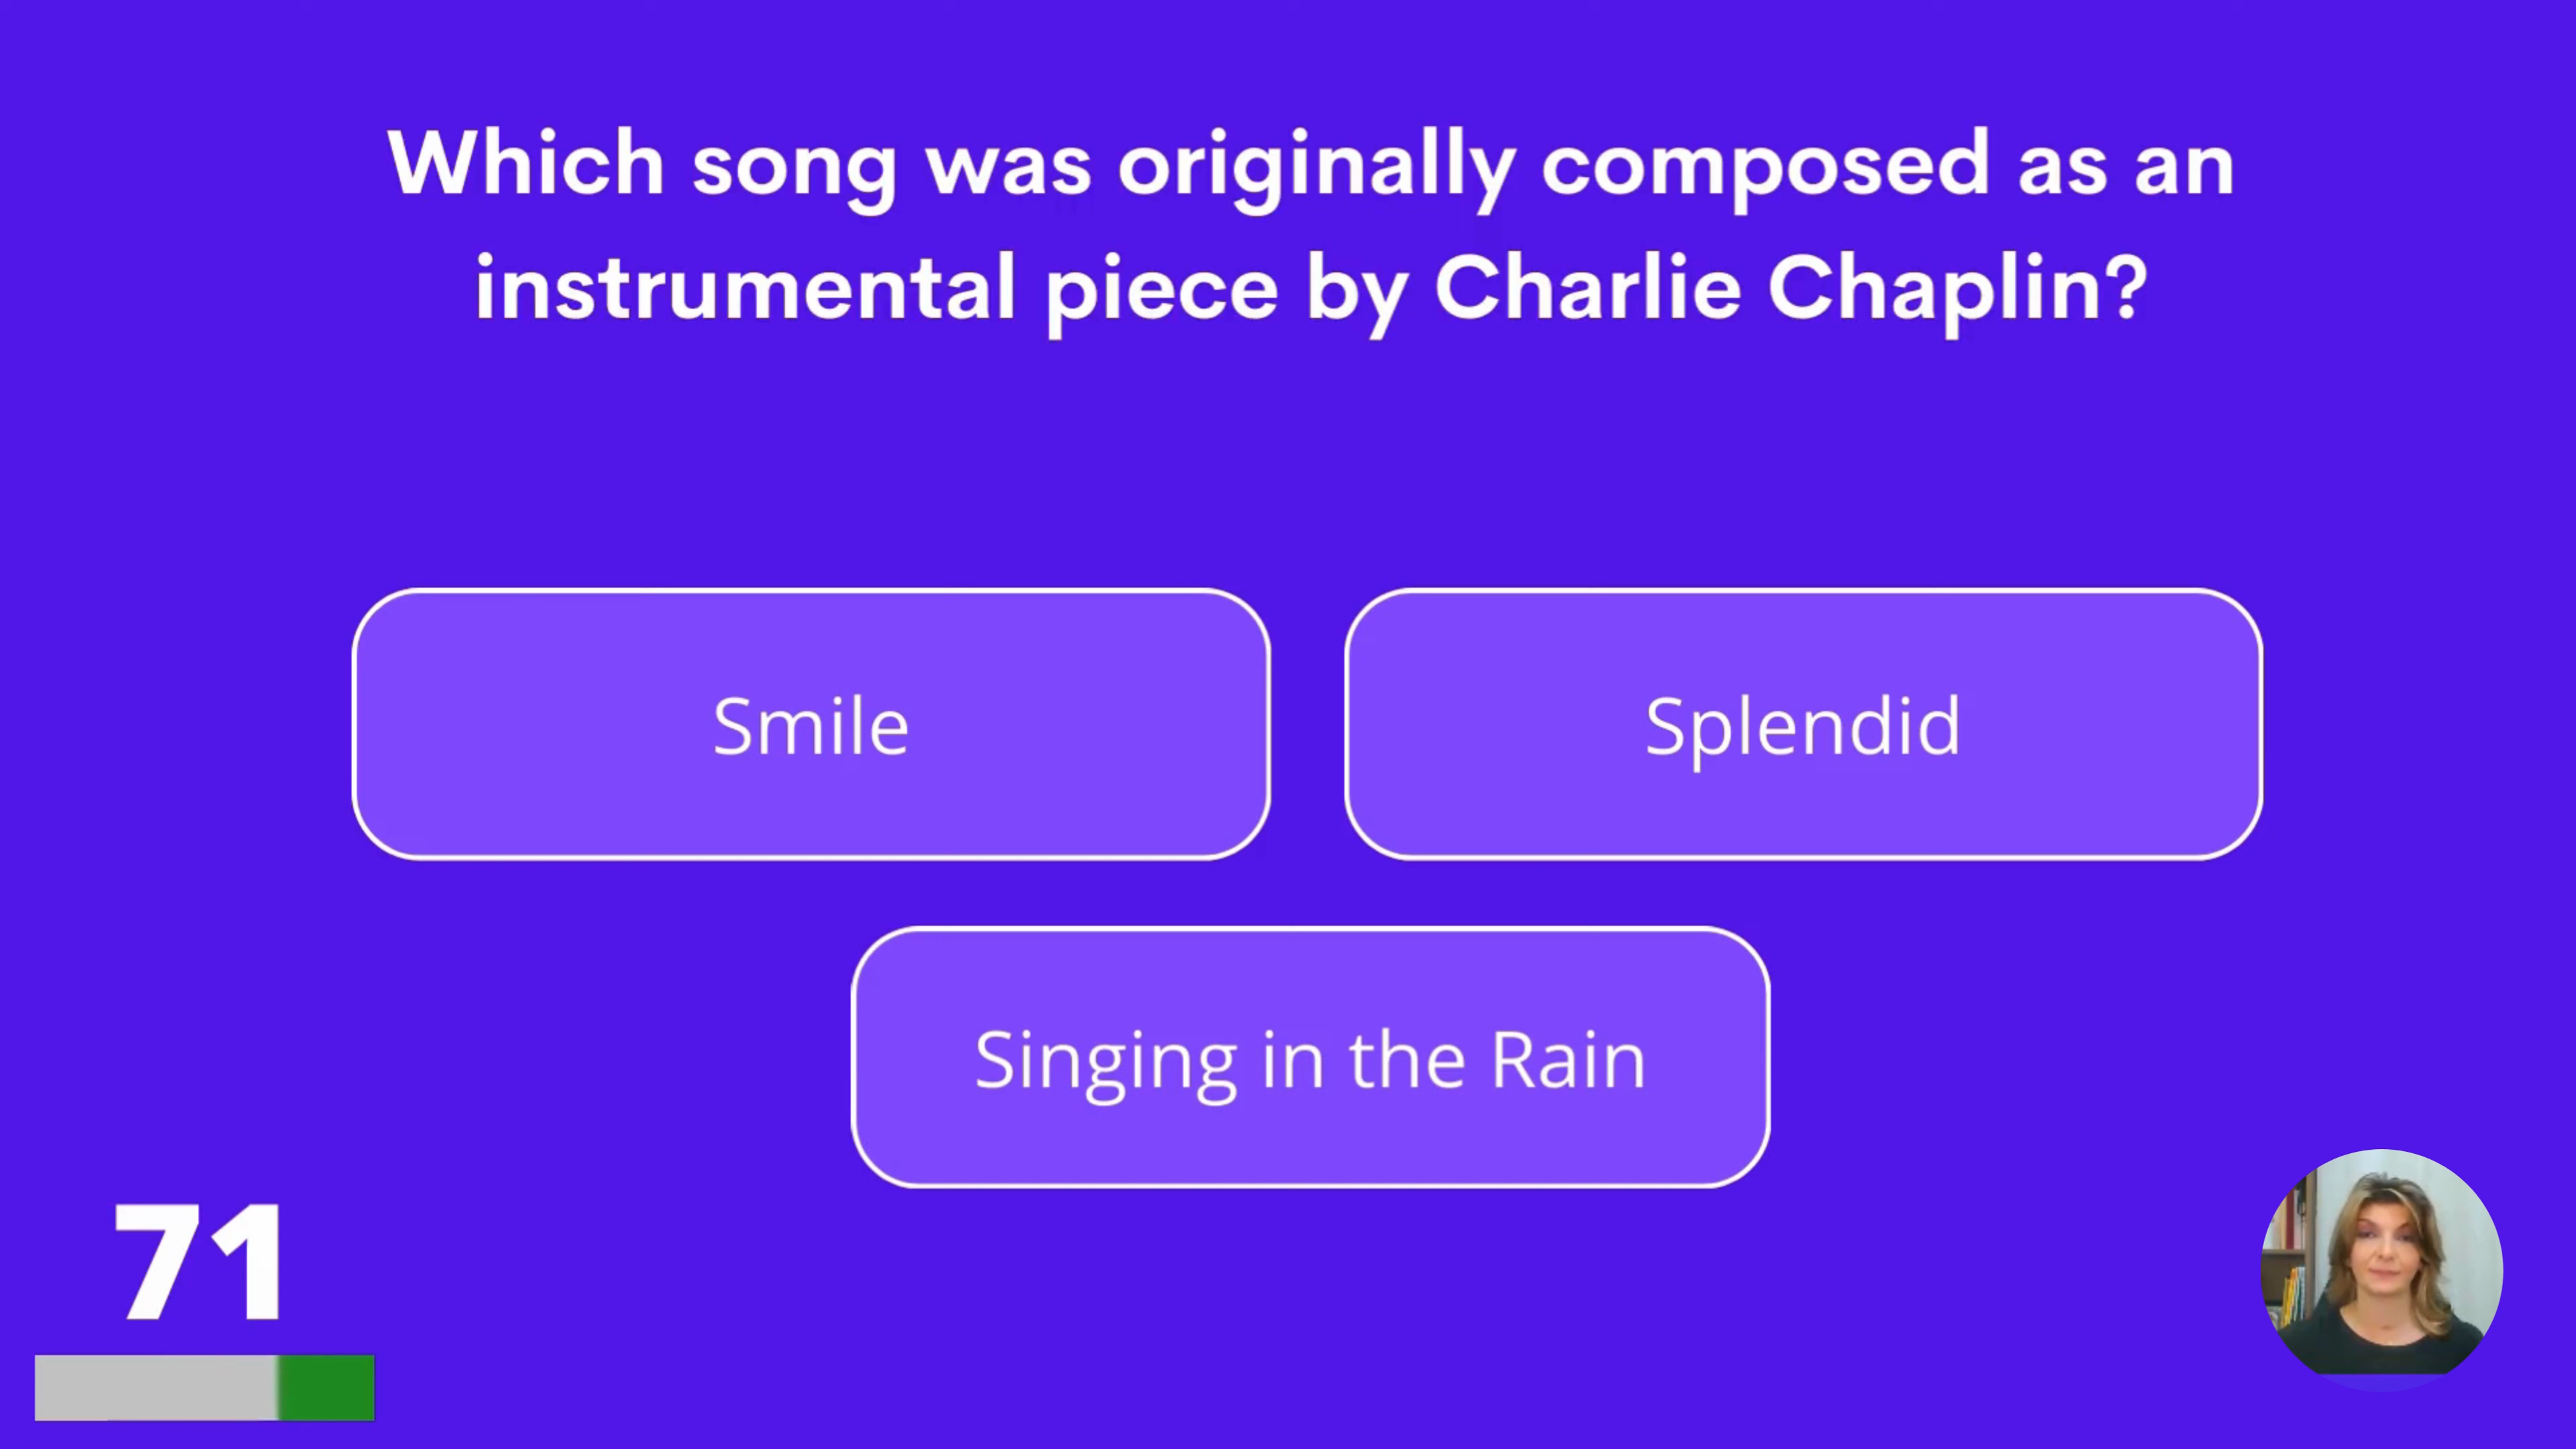 Which song was originally composed as an
instrumental piece by Charlie Chaplin?
Smile
Splendid
Singing in the Rain
71